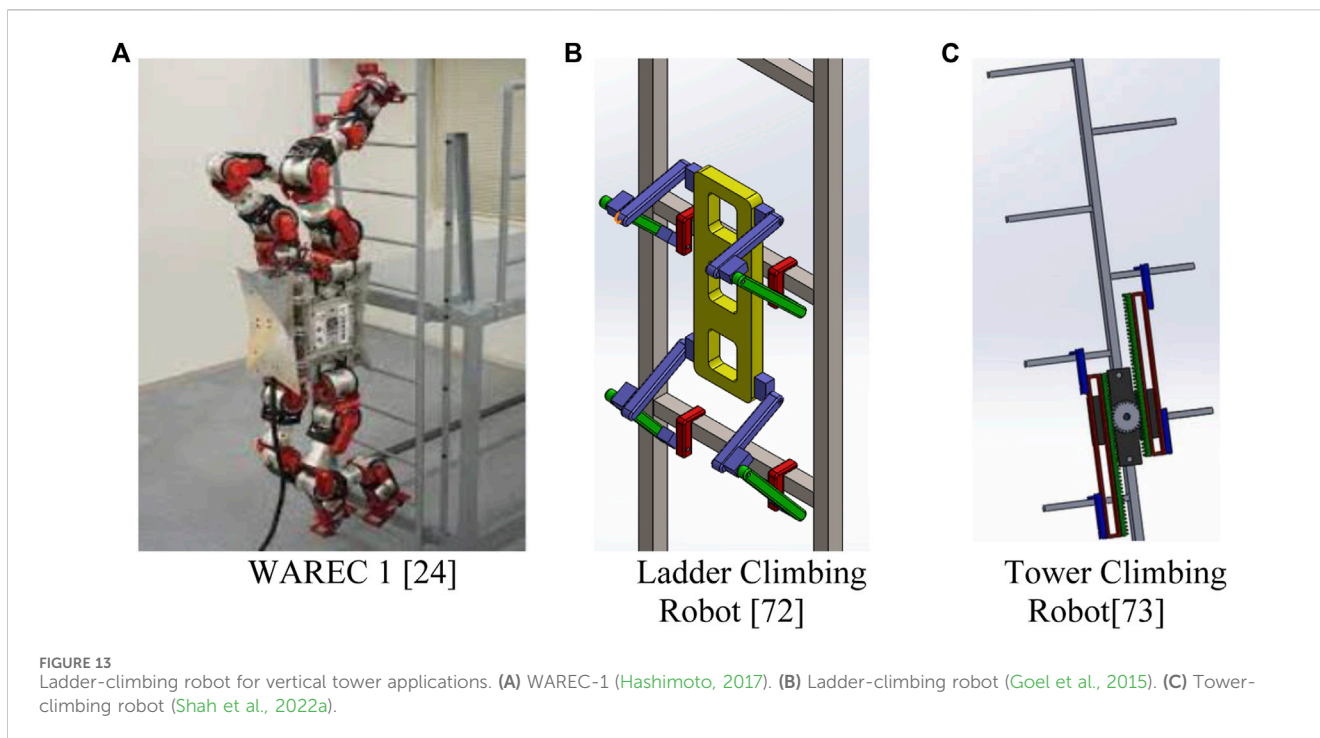 A
B
C
WAREC 1 [24]
Ladder Climbing
Robot [72]
Tower Climbing
Robot[73]
FIGURE 13
Ladder-climbing robot for vertical tower applications. (A) WAREC-1 (Hashimoto, 2017). (B) Ladder-climbing robot (Goel et al., 2015). (C) Tower-
climbing robot (Shah et al., 2022a).